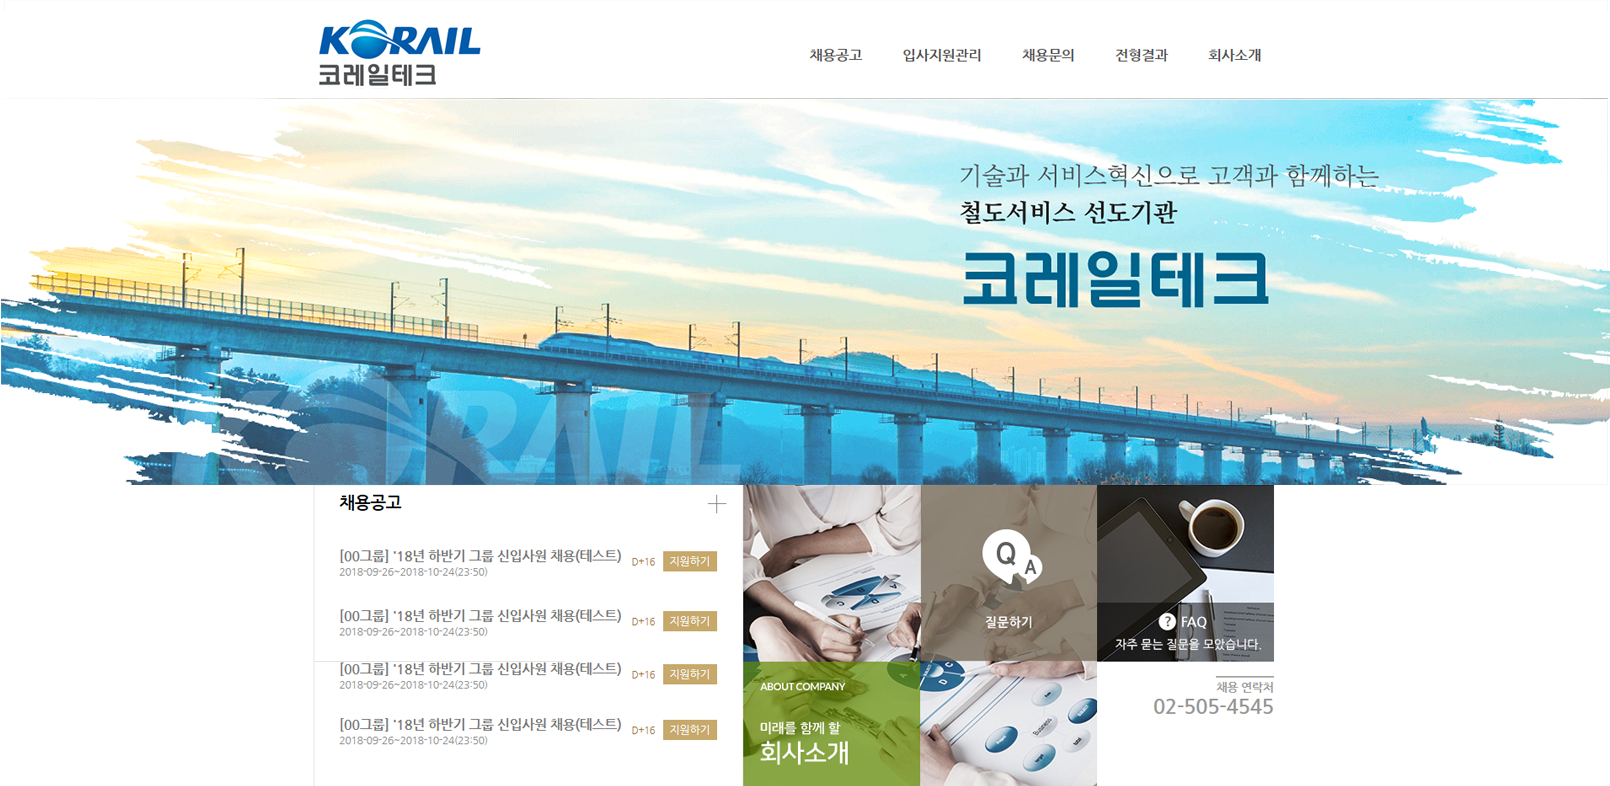 KORAIL
코레일테크
채용공고 입사지원관리 채용문의 전형결과 회사소개
기술과 서비스혁신으로 고객과 함께하는
철도서비스 선도기관
코레일테크
KORAIL
채용공고
[00그룹] '18년 하반기 그룹 신입사원 채용(테스트) D+16 지원하기
2018-09-26~2018-10-24(23:50)
[00그룹] '18년 하반기 그룹 신입사원 채용(테스트) D+16 지원하기
2018-09-26~2018-10-24(23:50)
[00그룹] '18년 하반기 그룹 신입사원 채용(테스트) D+16 지원하기
2018-09-26~2018-10-24(23:50)
[00그룹] '18년 하반기 그룹 신입사원 채용(테스트) D+16 지원하기
2018-09-26~2018-10-24(23:50)
Q A
질문하기
? FAQ
자주 묻는 질문을 모았습니다.
ABOUT COMPANY
미래를 함께 할
회사소개
BUSINESS
채용 연락처
02-505-4545